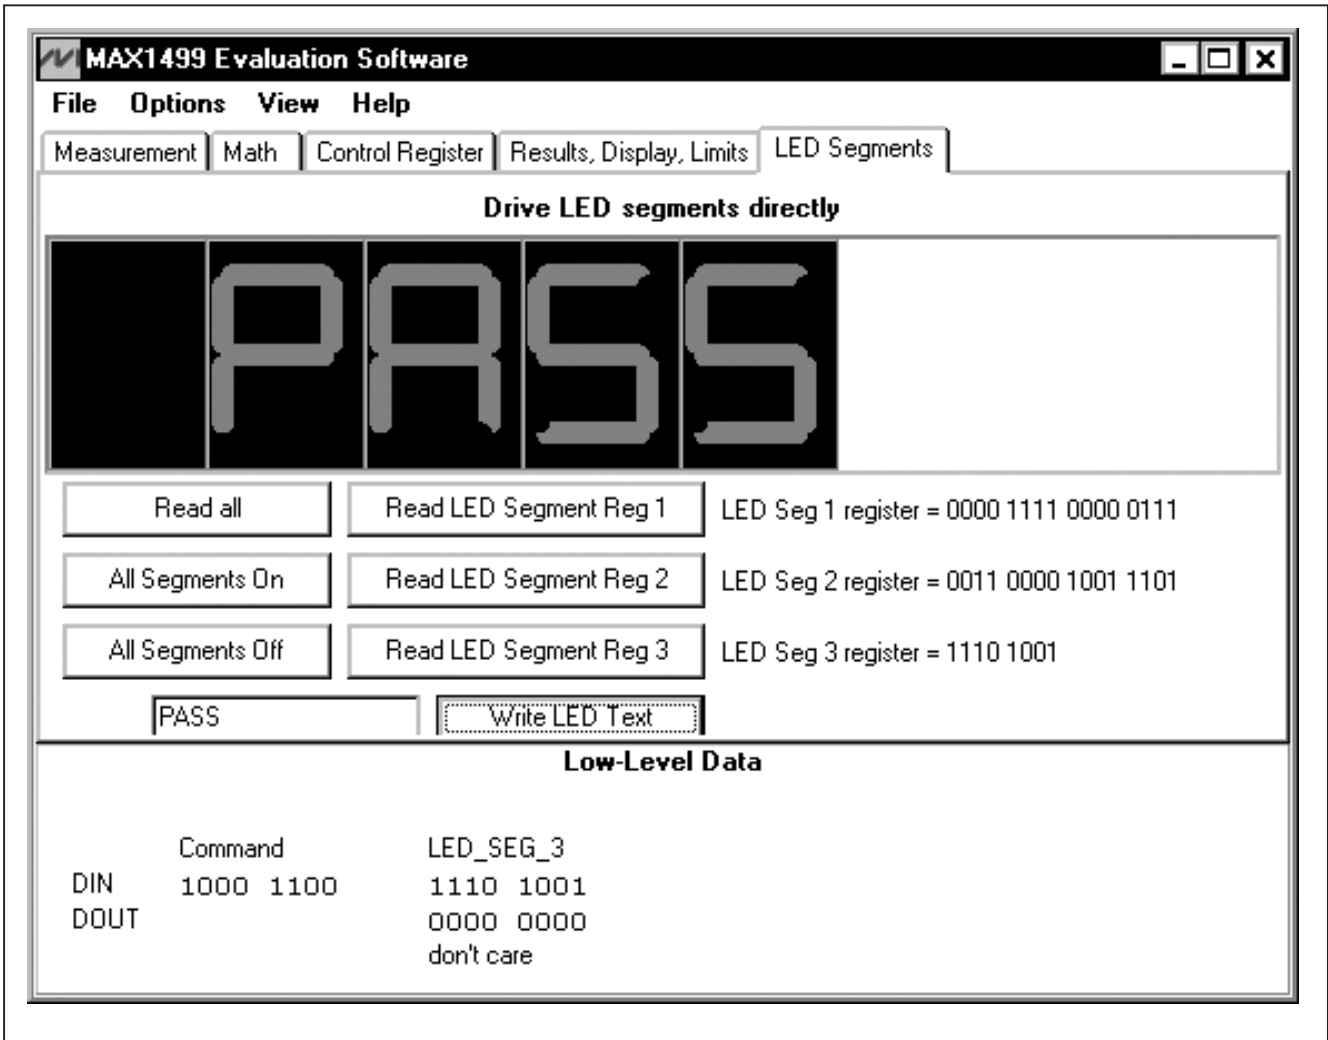 MAX1499 Evaluation Software
File Options View Help
Measurement Math Control Register Results, Display, Limits LED Segments
Drive LED segments directly
PASS
Read all Read LED Segment Reg 1 LED Seg 1 register = 0000 1111 0000 0111
All Segments On Read LED Segment Reg 2 LED Seg 2 register = 0011 0000 1001 1101
All Segments Off Read LED Segment Reg 3 LED Seg 3 register = 1110 1001
PASS Write LED Text
Low-Level Data
Command LED_SEG_3
DIN 1000 1100 1110 1001
DOUT 0000 0000
don't care